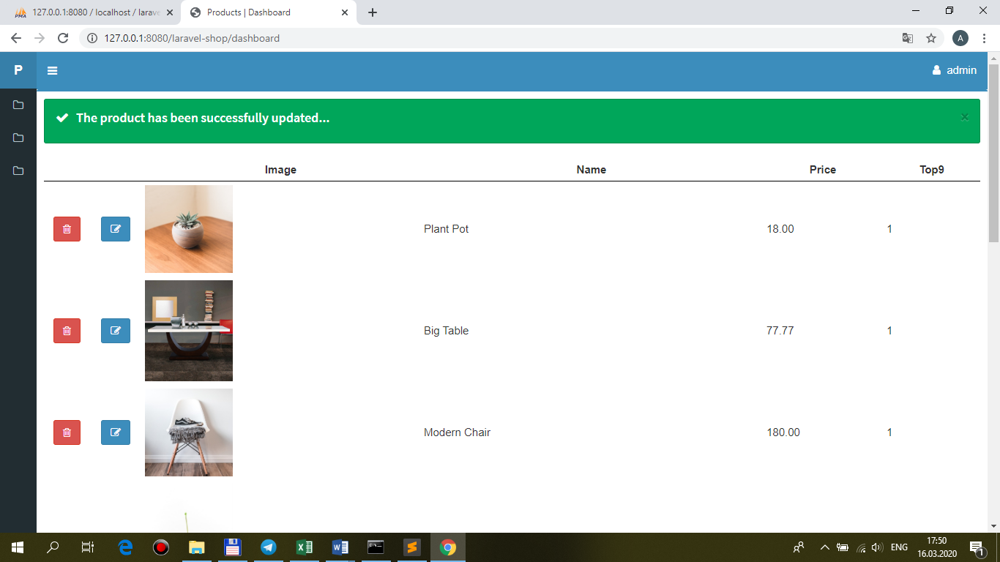 127.0.0.1:8080 / localhost / larave
Products | Dashboard
127.0.0.1:8080/laravel-shop/dashboard
A
P
admin
The product has been successfully updated...
×
Image Name Price Top9
Plant Pot 18.00 1
Big Table 77.77 1
Modern Chair 180.00 1
ENG
17:50
16.03.2020
1